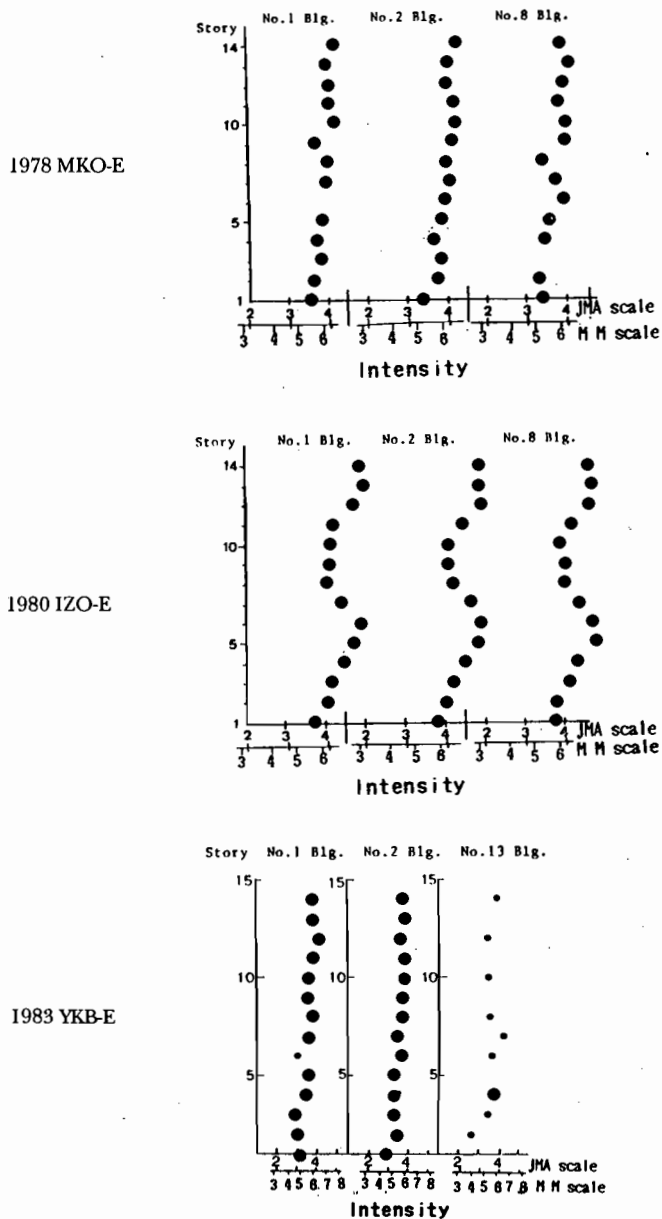 No.1 Blg. No.2 Blg. No.8 Blg.
Story
14
10
1978 MKO-E
5
1
2 3 4 2 3 4 2 3 4 JMA scale
3 4 5 6 3 4 5 6 3 4 5 6 M M scale
Intensity
Story No.1 Blg. No.2 Blg. No.8 Blg.
14
10
1980 IZO-E
5
1
2 3 4 2 3 4 2 3 4 JMA scale
3 4 5 6 3 4 5 6 3 4 5 6 M M scale
Intensity
Story No.1 Blg. No.2 Blg. No.13 Blg.
15 15 15
10 10 10
1983 YKB-E
5 5 5
1
2 4 2 4 2 4 JMA scale
3 4 5 6 7 8 3 4 5 6 7 8 3 4 5 6 7 8 M M scale
Intensity